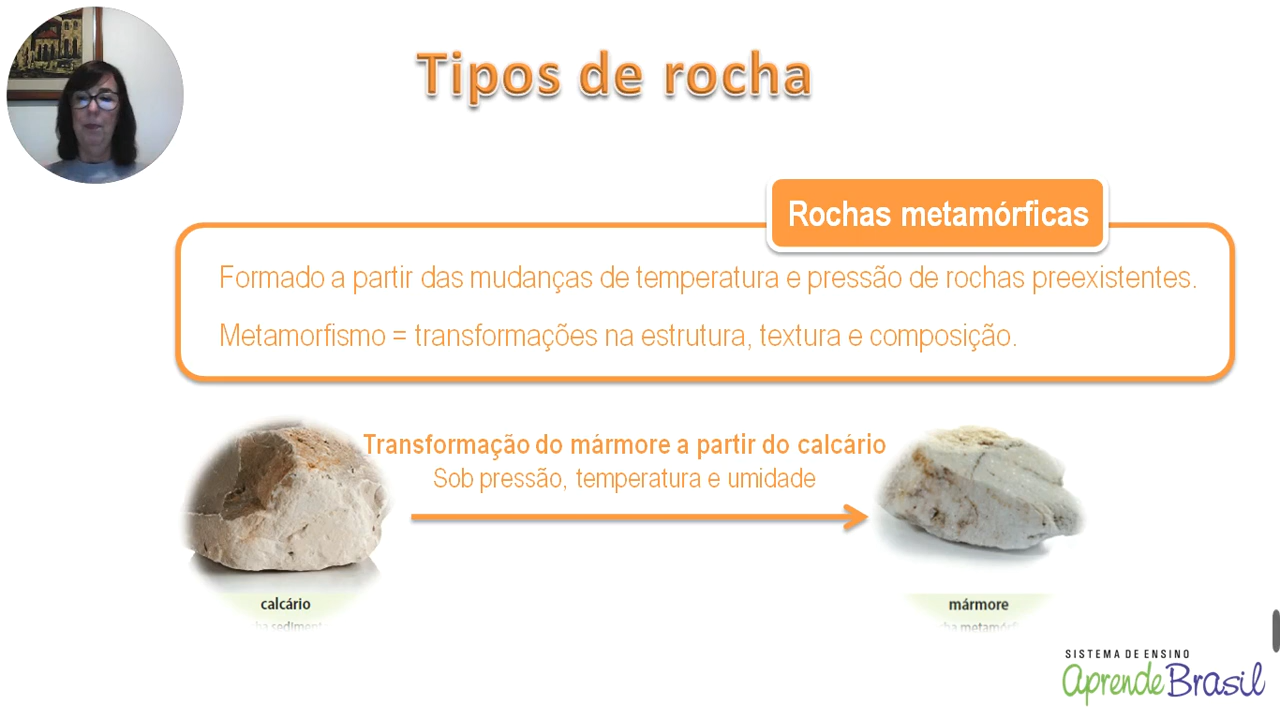 Tipos de rocha
Rochas metamórficas
Formado a partir das mudanças de temperatura e pressão de rochas preexistentes.
Metamorfismo = transformações na estrutura, textura e composição.
Transformação do mármore a partir do calcário
Sob pressão, temperatura e umidade
calcário
mármore
SISTEMA DE ENSINO
aprende Brasil